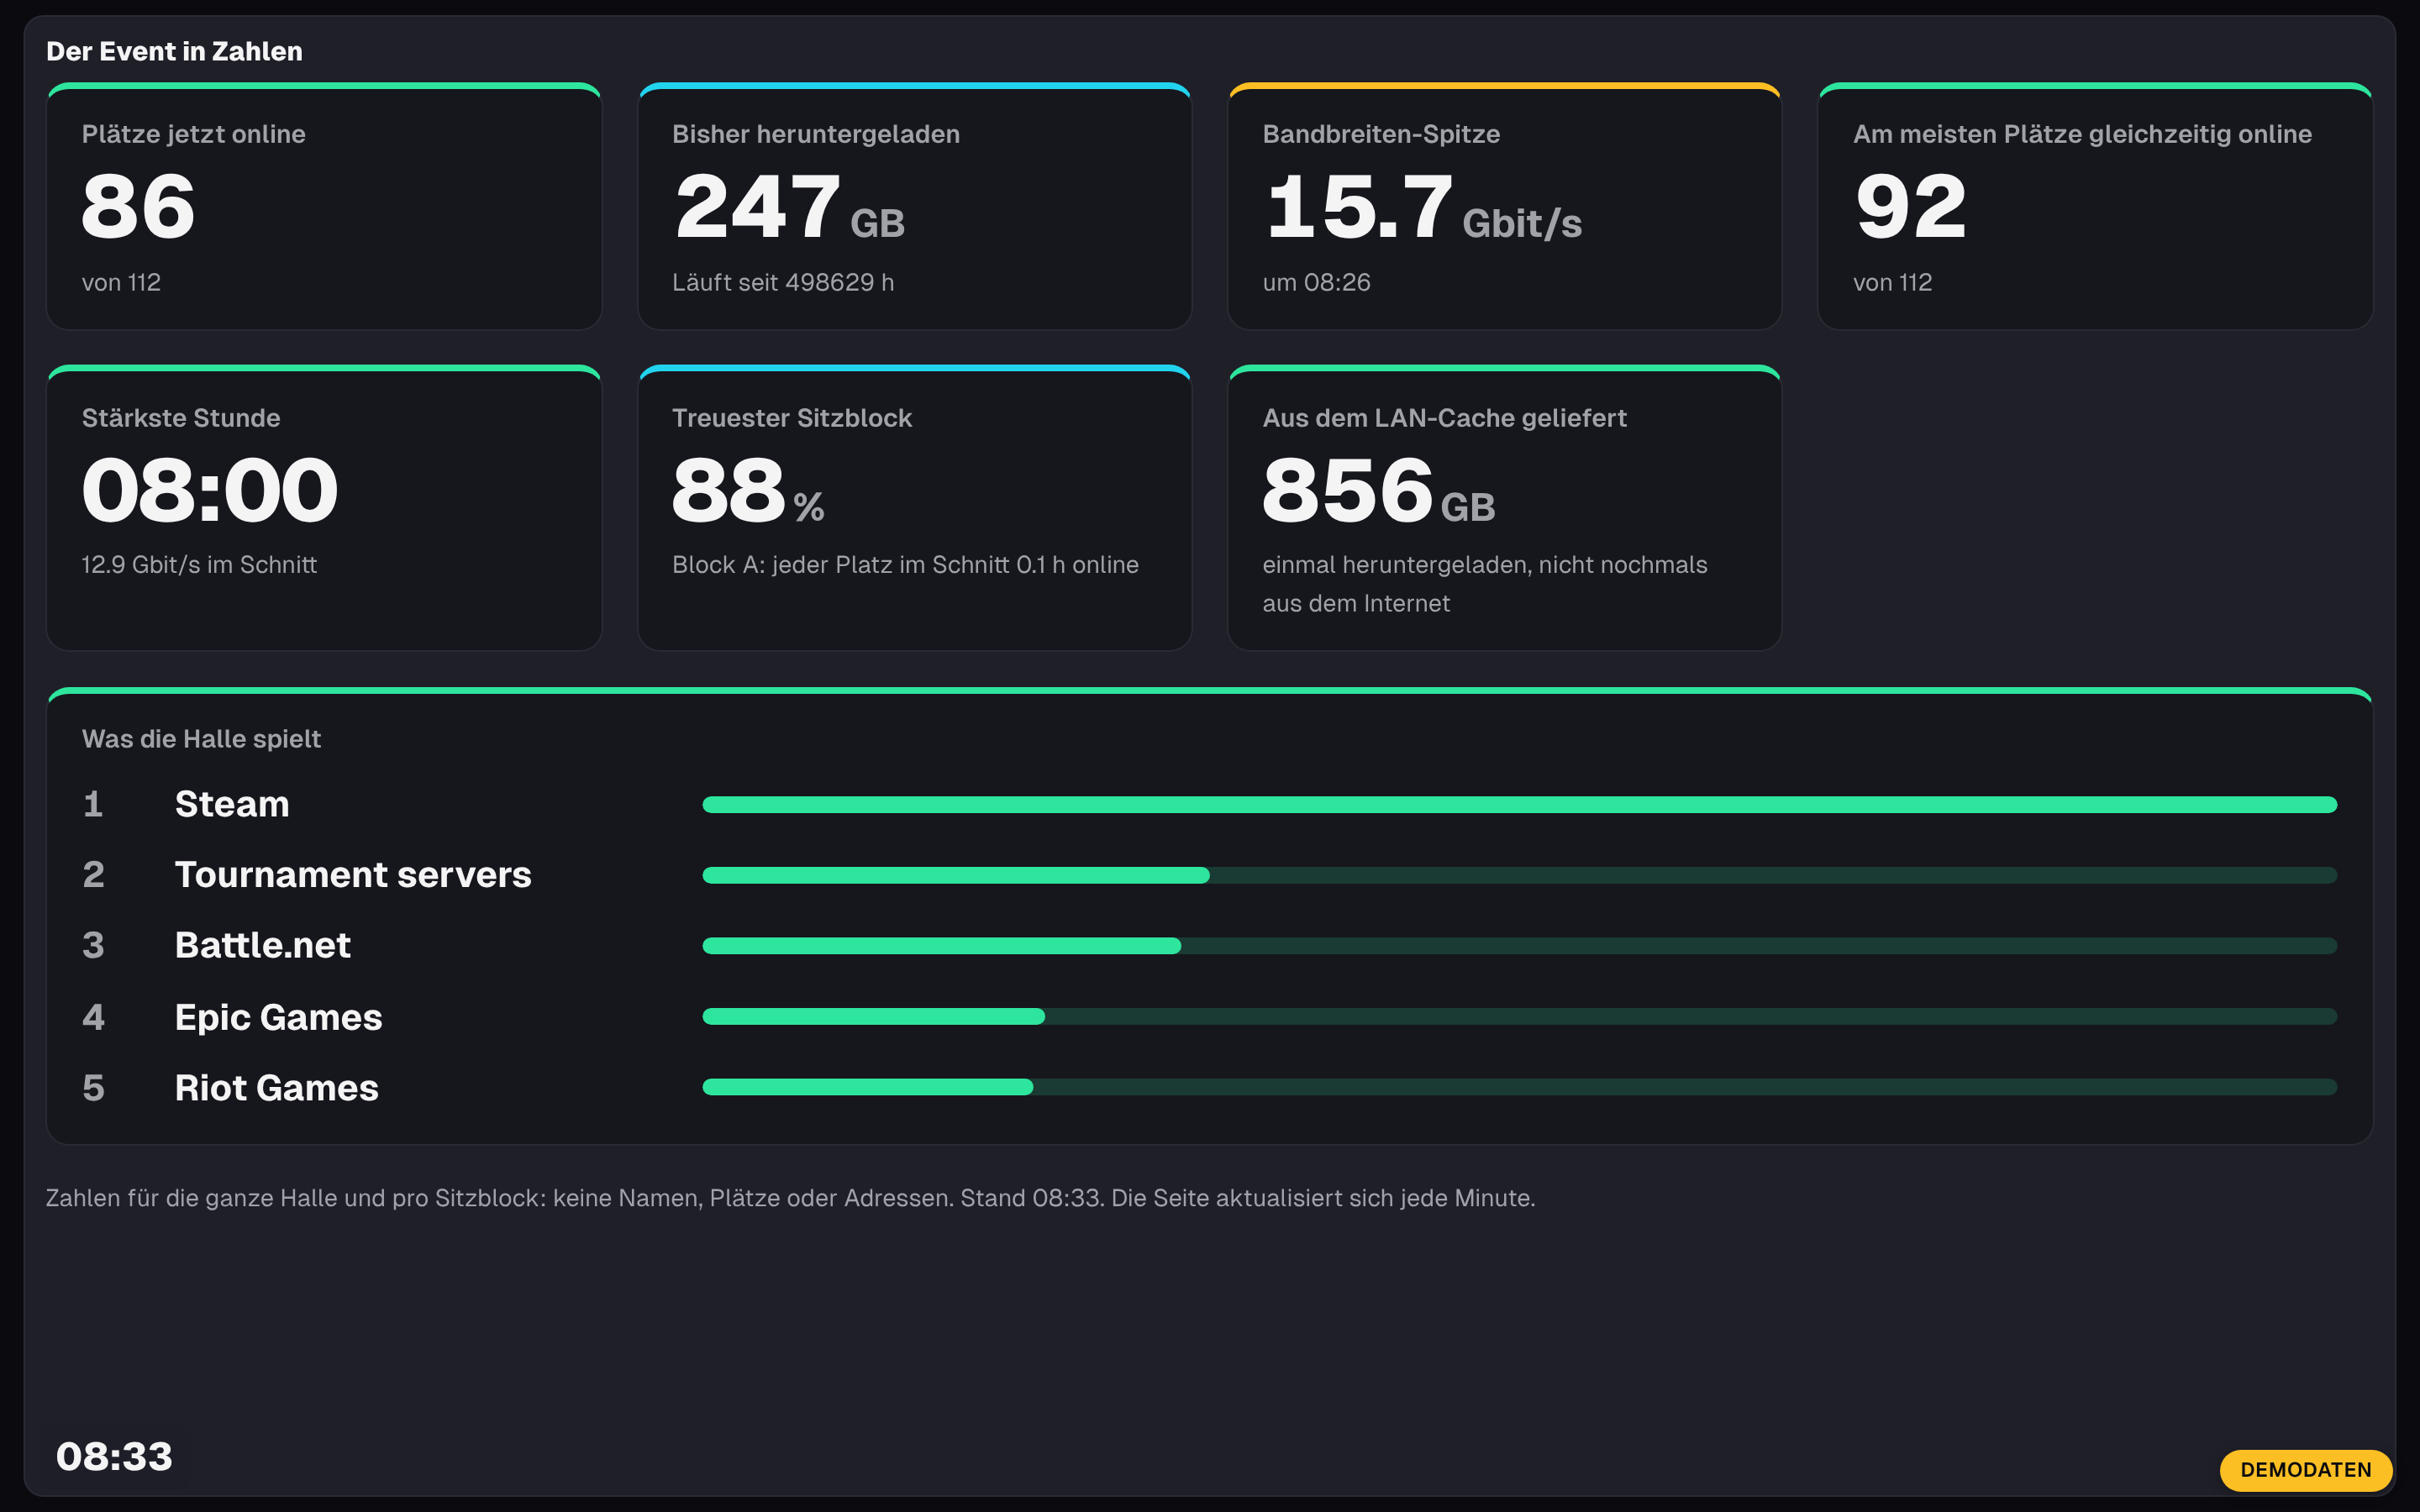 Der Event in Zahlen
Plätze jetzt online
86
von 112
Bisher heruntergeladen
247 GB
Läuft seit 498629 h
Bandbreiten-Spitze
15.7 Gbit/s
um 08:26
Am meisten Plätze gleichzeitig online
92
von 112
Stärkste Stunde
08:00
12.9 Gbit/s im Schnitt
Treuester Sitzblock
88 %
Block A: jeder Platz im Schnitt 0.1 h online
Aus dem LAN-Cache geliefert
856 GB
einmal heruntergeladen, nicht nochmals
aus dem Internet
Was die Halle spielt
1 Steam
2 Tournament servers
3 Battle.net
4 Epic Games
5 Riot Games
Zahlen für die ganze Halle und pro Sitzblock: keine Namen, Plätze oder Adressen. Stand 08:33. Die Seite aktualisiert sich jede Minute.
08:33
DEMODATEN